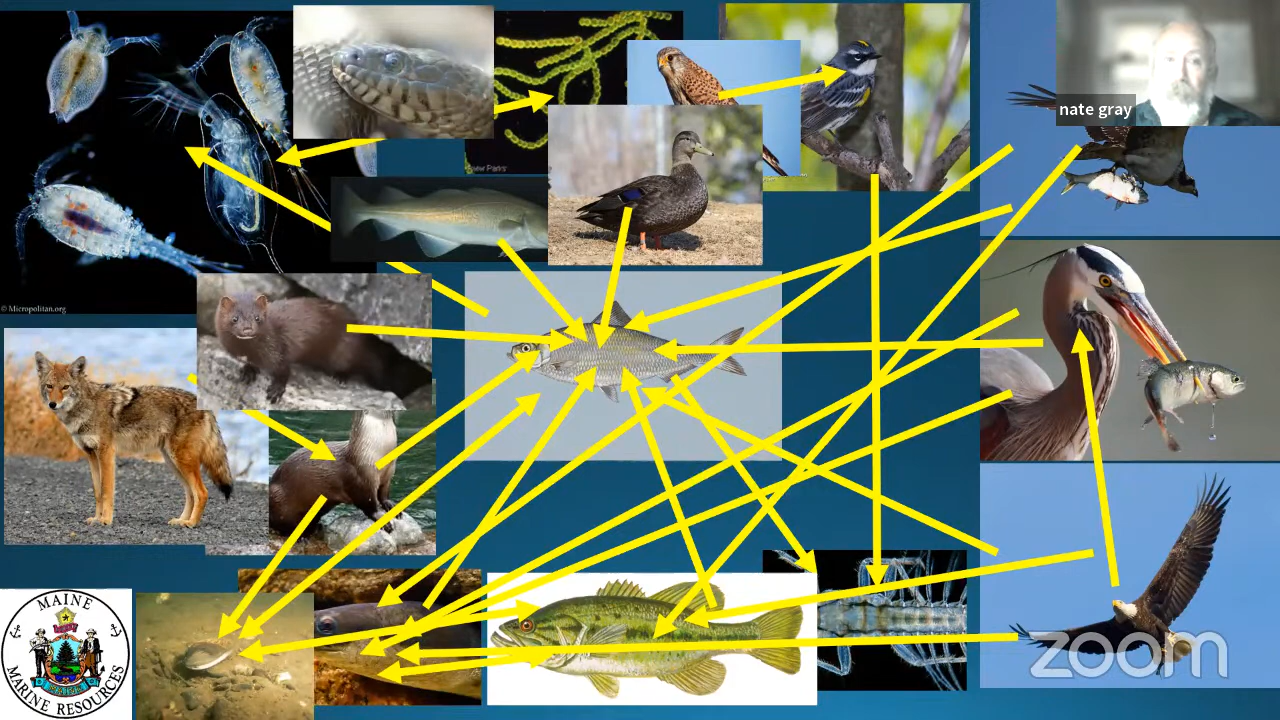 nate gray
© Micropolitan.org
MAINE
MARINE RESOURCES
zoom